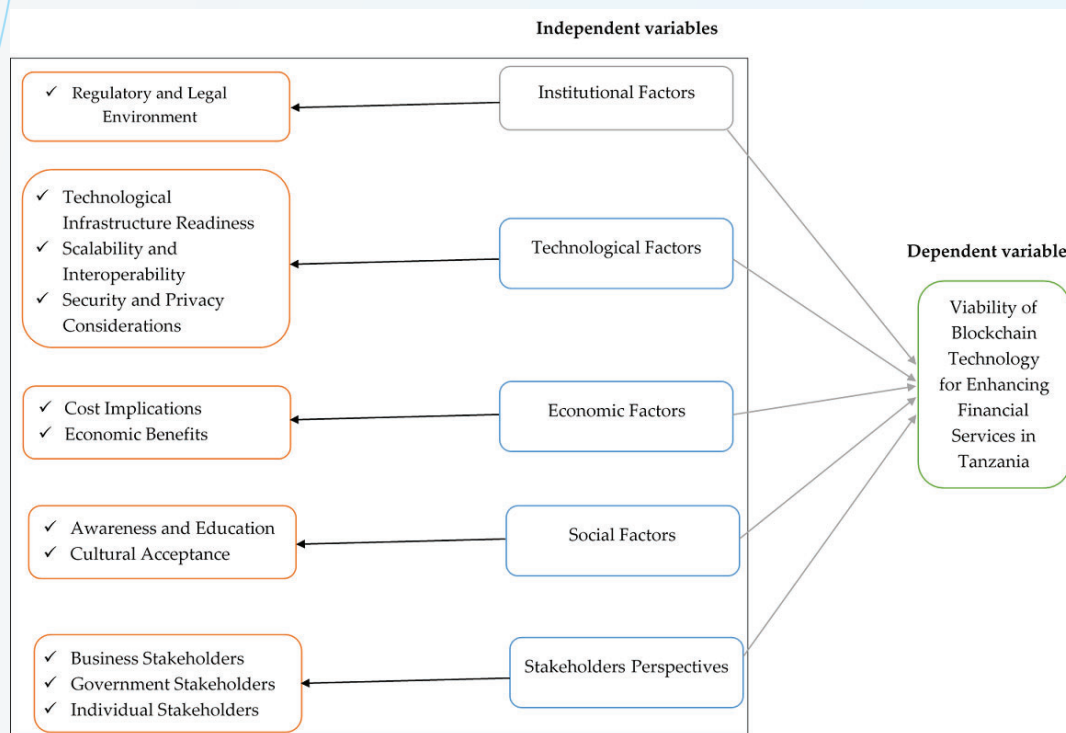 Independent variables
✓ Regulatory and Legal
Environment
Institutional Factors
✓ Technological
Infrastructure Readiness
✓ Scalability and
Interoperability
✓ Security and Privacy
Considerations
Technological Factors
✓ Cost Implications
✓ Economic Benefits
Economic Factors
✓ Awareness and Education
✓ Cultural Acceptance
Social Factors
✓ Business Stakeholders
✓ Government Stakeholders
✓ Individual Stakeholders
Stakeholders Perspectives
Dependent variable
Viability of
Blockchain
Technology
for Enhancing
Financial
Services in
Tanzania